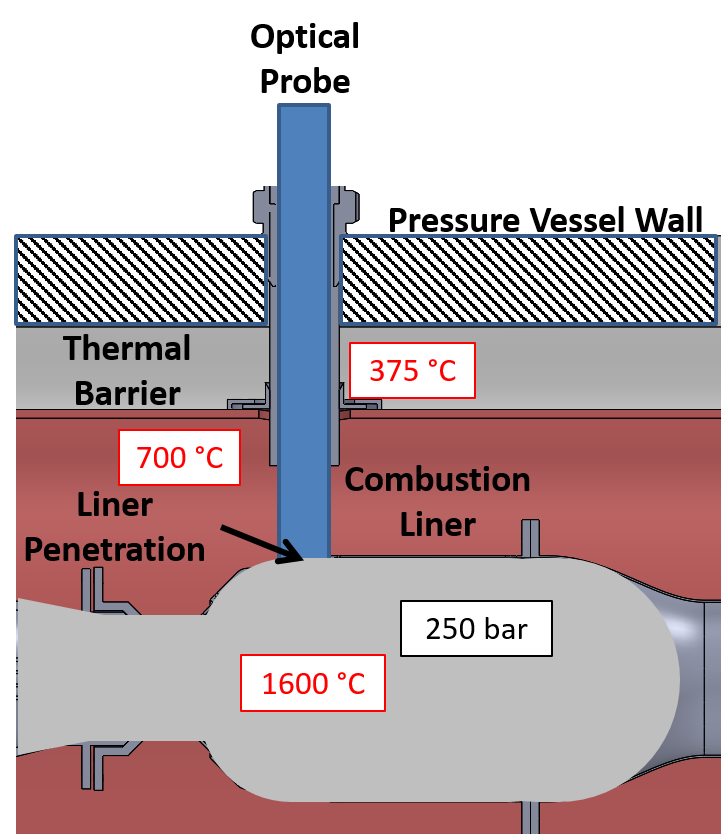 Optical
Probe
Pressure Vessel Wall
Thermal
Barrier
375 °C
700 °C
Combustion
Liner
Liner
Penetration
250 bar
1600 °C